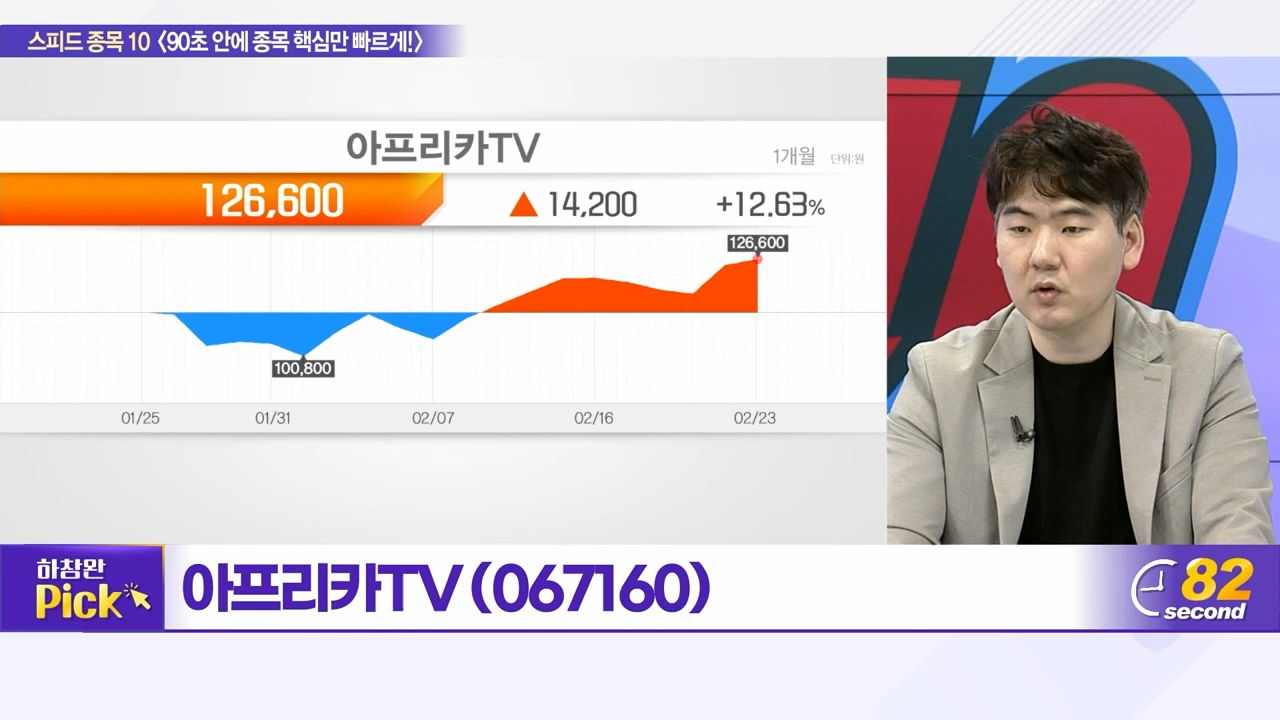 스피드 종목 10 <90초 안에 종목 핵심만 빠르게!>
아프리카TV
1개월 단위:원
126,600 ▲ 14,200 +12.63%
126,600
100,800
01/25 01/31 02/07 02/16 02/23
하창완
Pick
아프리카TV (067160)
82
second